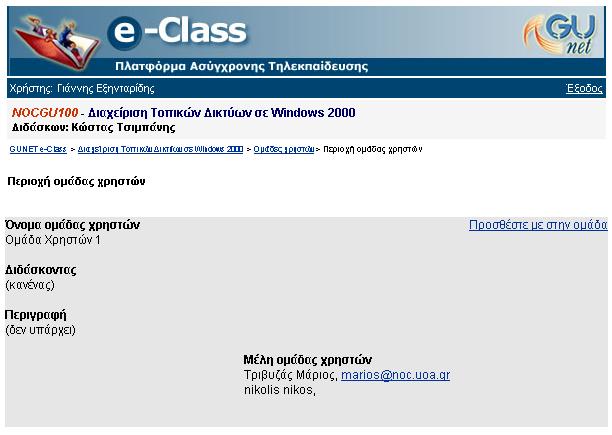 e-Class
GU
net
Πλατφόρμα Ασύγχρονης Τηλεκπαίδευσης
Χρήστης: Γιάννης Εξηνταρίδης Έξοδος
NOCGU100 - Διαχείριση Τοπικών Δικτύων σε Windows 2000
Διδάσκων: Κώστας Τσιμπάνης
GUNET e-Class > Διαχείριση Τοπικών Δικτύων σε Windows 2000 > Ομάδες χρηστών > Περιοχή ομάδας χρηστών
Περιοχή ομάδας χρηστών
Όνομα ομάδας χρηστών Προσθέστε με στην ομάδα
Ομάδα Χρηστών 1
Διδάσκοντας
(κανένας)
Περιγραφή
(δεν υπάρχει)
Μέλη ομάδας χρηστών
Τριβυζάς Μάριος, marios@noc.uoa.gr
nikolis nikos,